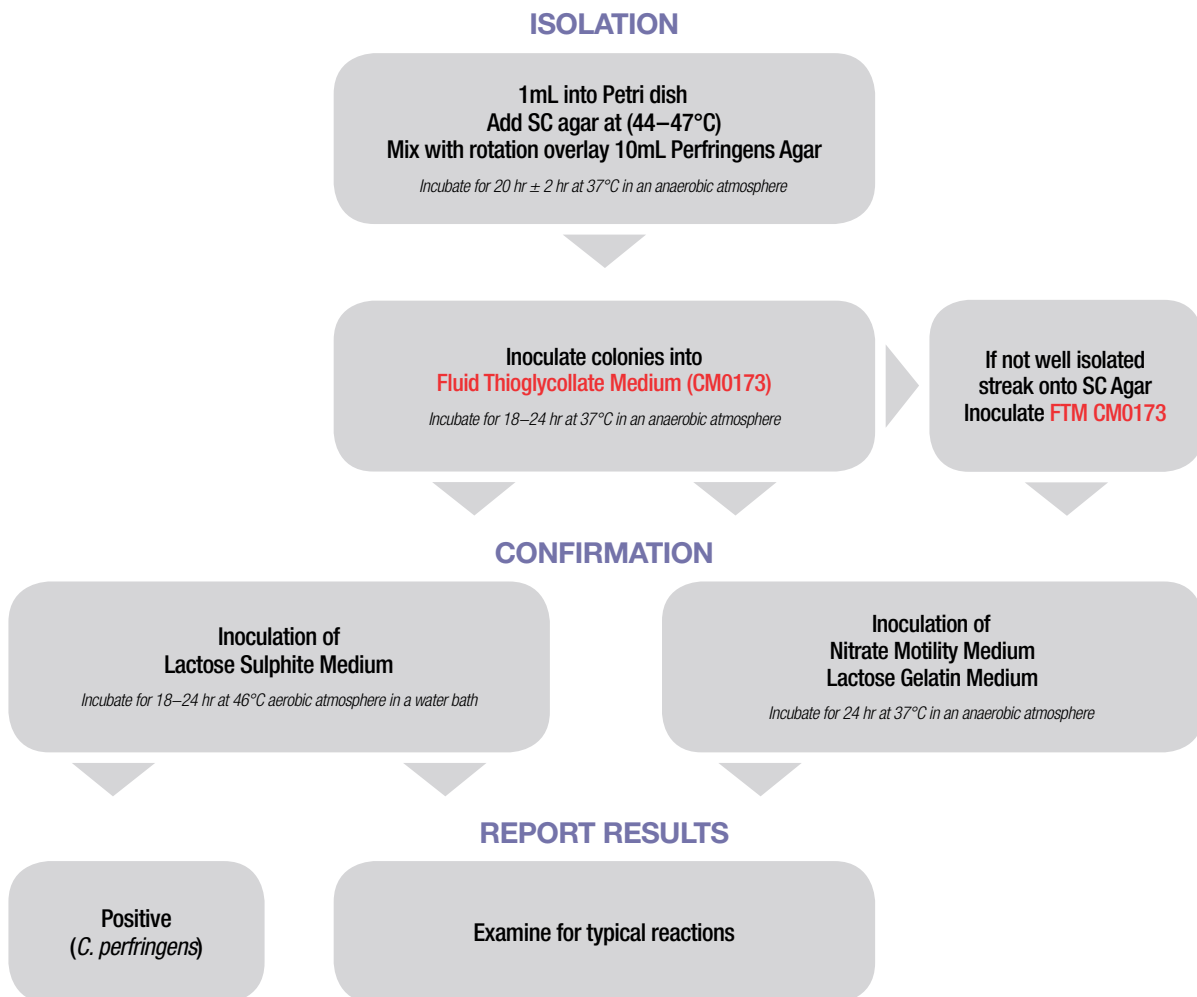 ISOLATION
1mL into Petri dish
Add SC agar at (44–47°C)
Mix with rotation overlay 10mL Perfringens Agar
Incubate for 20 hr ± 2 hr at 37°C in an anaerobic atmosphere
Inoculate colonies into
Fluid Thioglycollate Medium (CM0173)
Incubate for 18–24 hr at 37°C in an anaerobic atmosphere
If not well isolated
streak onto SC Agar
Inoculate FTM CM0173
CONFIRMATION
Inoculation of
Lactose Sulphite Medium
Incubate for 18–24 hr at 46°C aerobic atmosphere in a water bath
Inoculation of
Nitrate Motility Medium
Lactose Gelatin Medium
Incubate for 24 hr at 37°C in an anaerobic atmosphere
REPORT RESULTS
Positive
(C. perfringens)
Examine for typical reactions